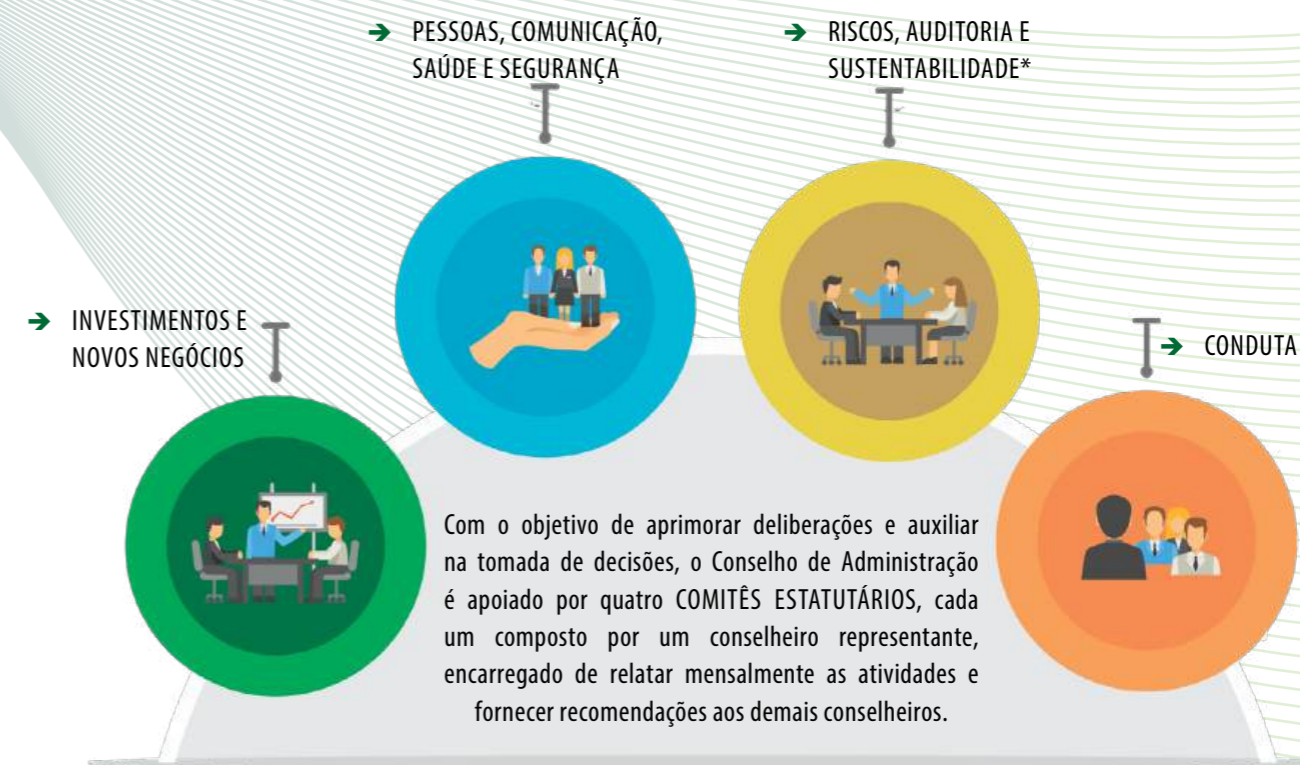 ➔ PESSOAS, COMUNICAÇÃO,
SAÚDE E SEGURANÇA
➔ RISCOS, AUDITORIA E
SUSTENTABILIDADE*
➔ INVESTIMENTOS E
NOVOS NEGÓCIOS
➔ CONDUTA
Com o objetivo de aprimorar deliberações e auxiliar
na tomada de decisões, o Conselho de Administração
é apoiado por quatro COMITÊS ESTATUTÁRIOS, cada
um composto por um conselheiro representante,
encarregado de relatar mensalmente as atividades e
fornecer recomendações aos demais conselheiros.